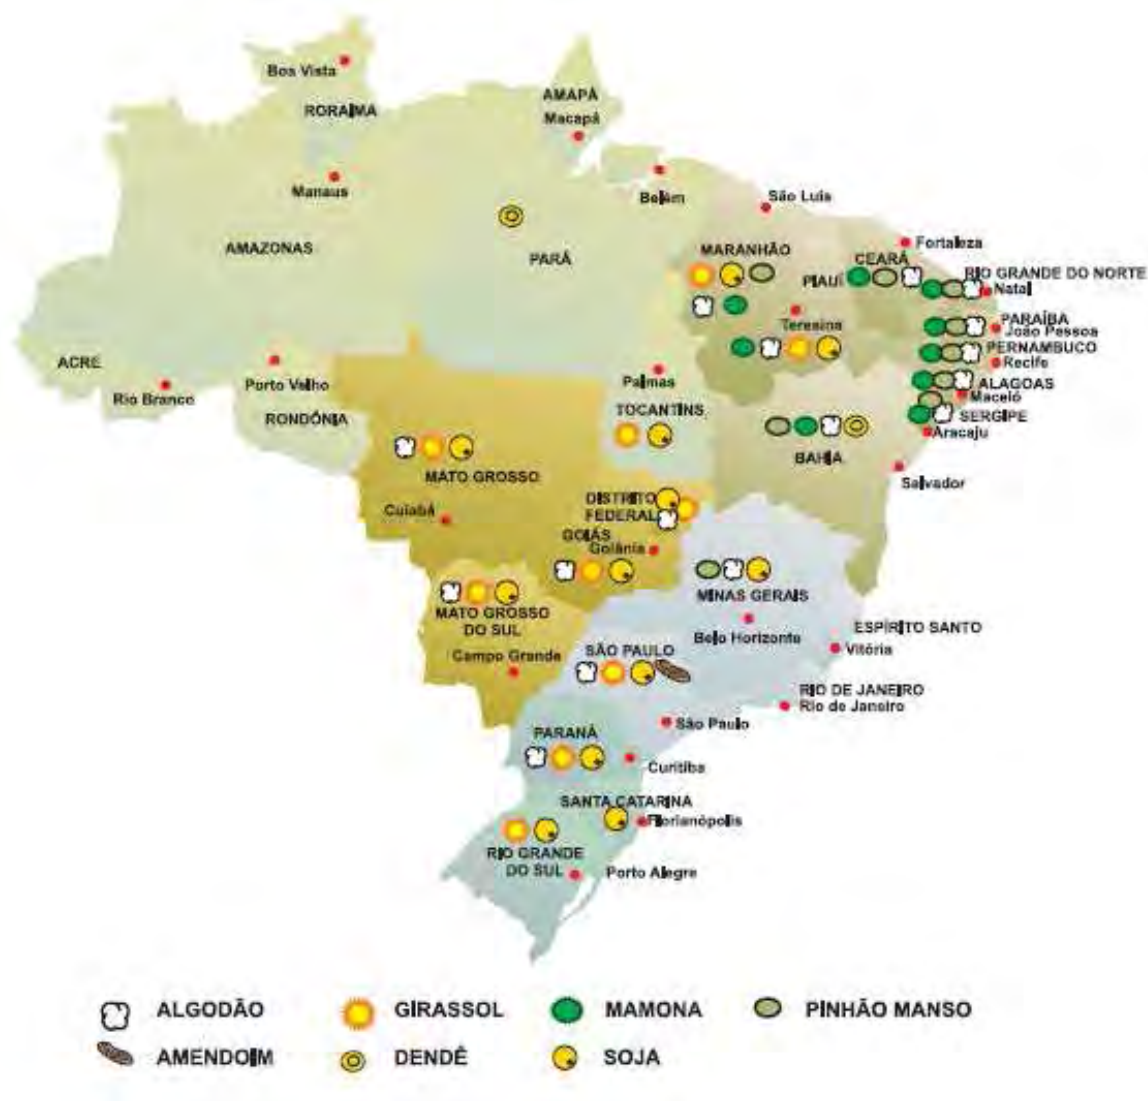 Boa Vista
RORAIMA
AMAPÁ
Macapá
Manaus
Belém
São Luis
AMAZONAS
PARÁ
MARANHÃO
Fortaleza
CEARÁ
PIAUÍ
RIO GRANDE DO NORTE
Natal
Teresina
PARAÍBA
João Pessoa
PERNAMBUCO
Recife
ACRE
Rio Branco
Porto Velho
RONDÔNIA
Palmas
TOCANTINS
ALAGOAS
Maceió
SERGIPE
Aracaju
BAHIA
Salvador
MATO GROSSO
Cuiabá
DISTRITO
FEDERAL
GOIÁS
Goiânia
MINAS GERAIS
Belo Horizonte
MATO GROSSO
DO SUL
Campo Grande
ESPÍRITO SANTO
Vitória
SÃO PAULO
RIO DE JANEIRO
Rio de Janeiro
São Paulo
PARANÁ
Curitiba
SANTA CATARINA
Florianópolis
RIO GRANDE
DO SUL
Porto Alegre
ALGODÃO GIRASSOL MAMONA PINHÃO MANSO
AMENDOIM DENDÊ SOJA